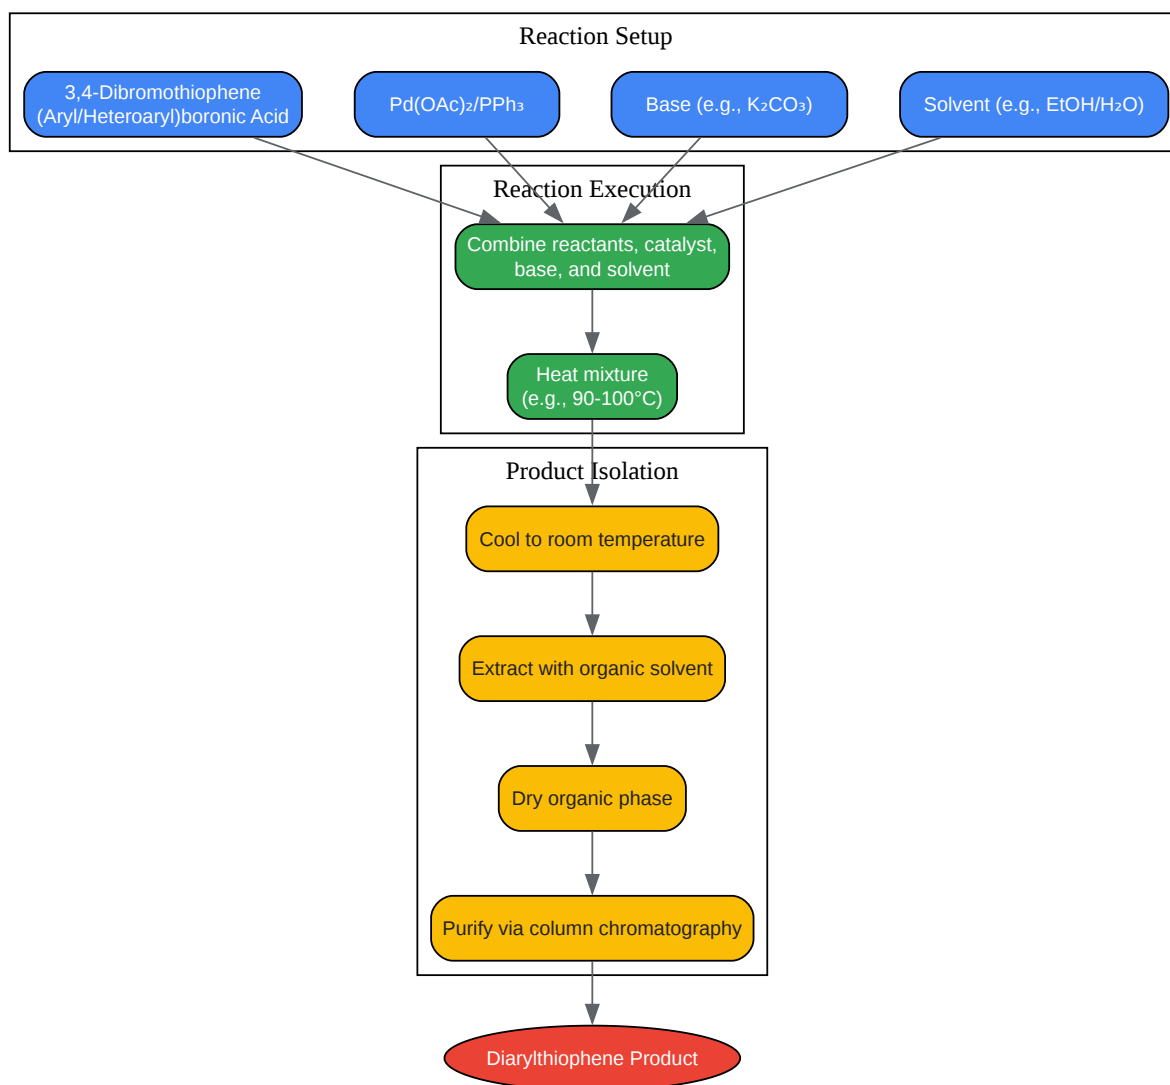 Reaction Setup
3,4-Dibromothiophene
(Aryl/Heteroaryl)boronic Acid
Pd(OAc)₂/PPh₃
Base (e.g., K₂CO₃)
Solvent (e.g., EtOH/H₂O)
Reaction Execution
Combine reactants, catalyst,
base, and solvent
Heat mixture
(e.g., 90-100°C)
Product Isolation
Cool to room temperature
Extract with organic solvent
Dry organic phase
Purify via column chromatography
Diarylthiophene Product